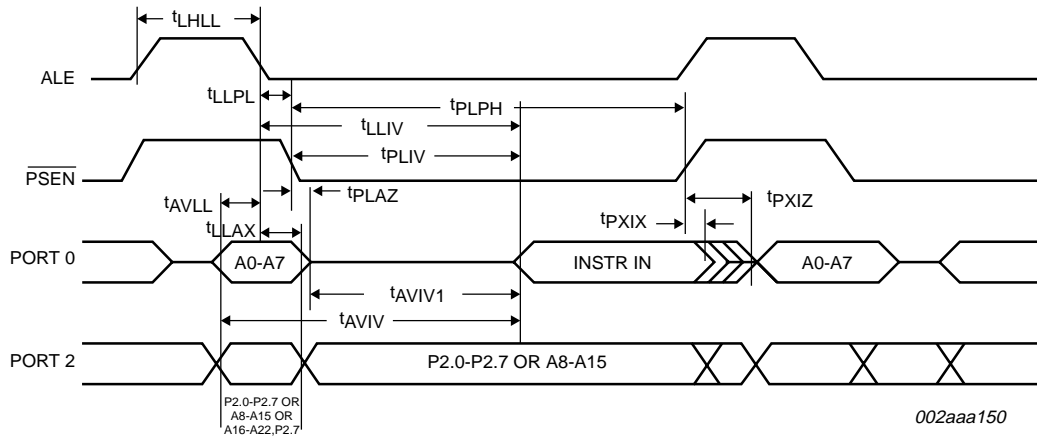 tLHLL
ALE
tLLPL
tPLPH
tLLIV
tPLIV
PSEN
tPLAZ
tAVLL
tPXIZ
tLLAX
tPXIX
PORT 0
A0-A7
INSTR IN
A0-A7
tAVIV1
tAVIV
PORT 2
P2.0-P2.7 OR A8-A15
P2.0-P2.7 OR
A8-A15 OR
A16-A22,P2.7
002aaa150